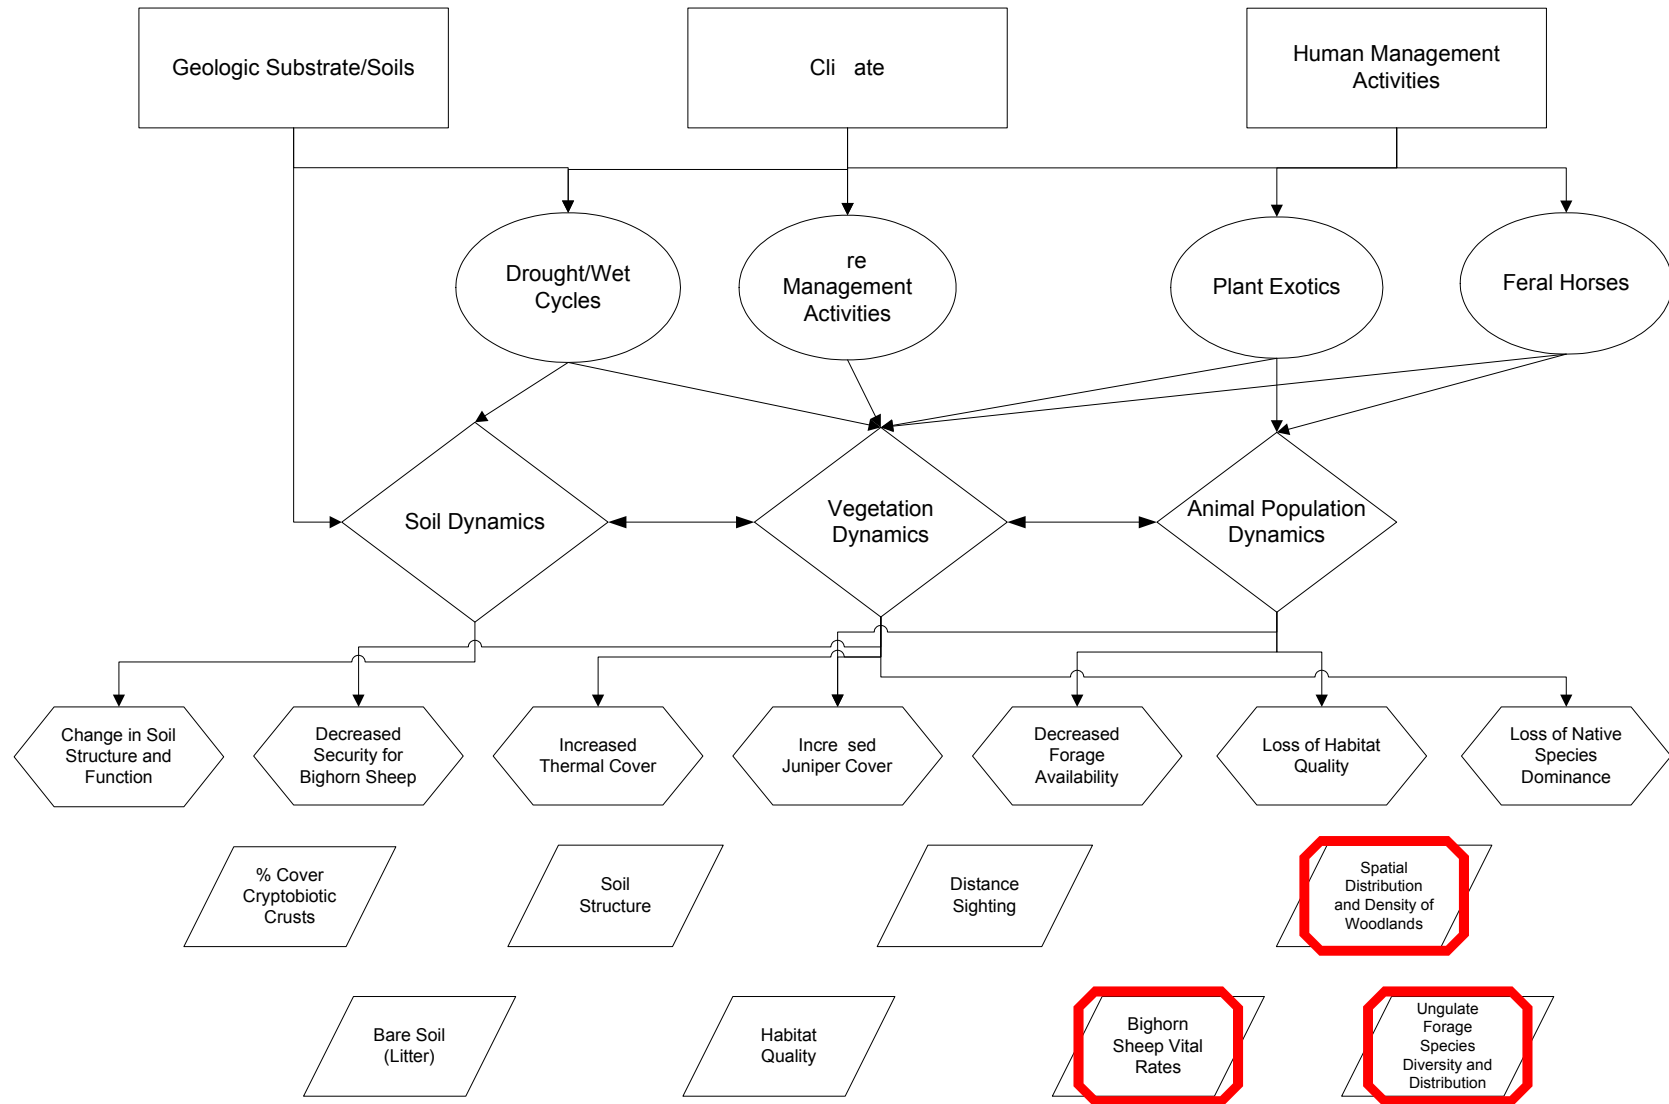 Geologic Substrate/Soils
Cli ate
Human Management
Activities
Drought/Wet
Cycles
re
Management
Activities
Plant Exotics
Feral Horses
Soil Dynamics
Vegetation
Dynamics
Animal Population
Dynamics
Change in Soil
Structure and
Function
Decreased
Security for
Bighorn Sheep
Increased
Thermal Cover
Incre sed
Juniper Cover
Decreased
Forage
Availability
Loss of Habitat
Quality
Loss of Native
Species
Dominance
% Cover
Cryptobiotic
Crusts
Soil
Structure
Distance
Sighting
Spatial
Distribution
and Density of
Woodlands
Bare Soil
(Litter)
Habitat
Quality
Bighorn
Sheep Vital
Rates
Ungulate
Forage
Species
Diversity and
Distribution